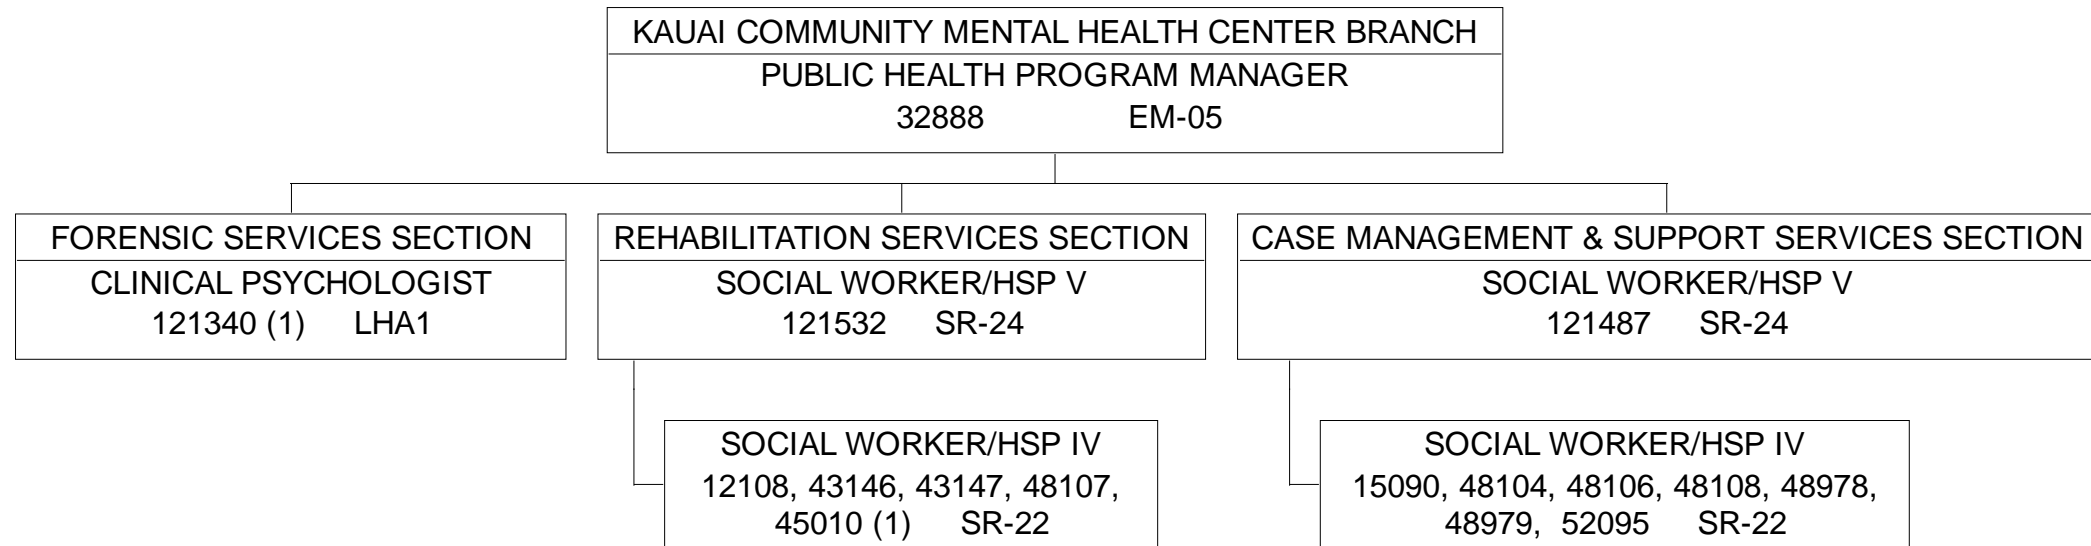 KAUAI COMMUNITY MENTAL HEALTH CENTER BRANCH
PUBLIC HEALTH PROGRAM MANAGER
32888 EM-05
FORENSIC SERVICES SECTION
CLINICAL PSYCHOLOGIST
121340 (1) LHA1
REHABILITATION SERVICES SECTION
SOCIAL WORKER/HSP V
121532 SR-24
CASE MANAGEMENT & SUPPORT SERVICES SECTION
SOCIAL WORKER/HSP V
121487 SR-24
SOCIAL WORKER/HSP IV
12108, 43146, 43147, 48107,
45010 (1) SR-22
SOCIAL WORKER/HSP IV
15090, 48104, 48106, 48108, 48978,
48979, 52095 SR-22